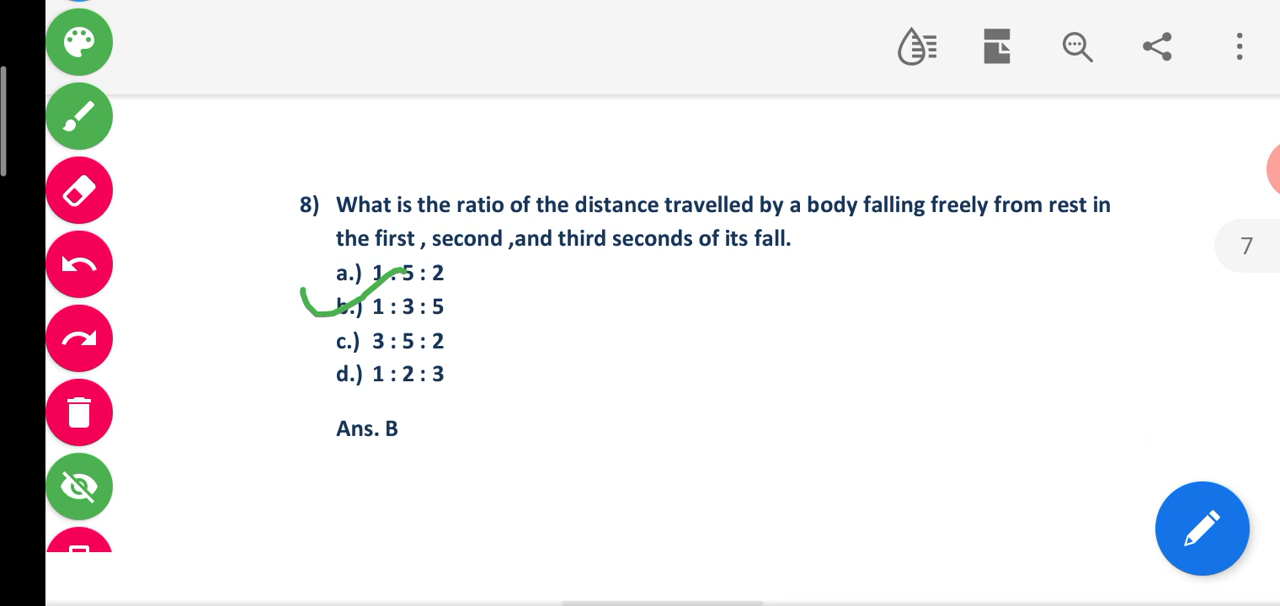 8) What is the ratio of the distance travelled by a body falling freely from rest in
the first , second ,and third seconds of its fall.
a.) 1 : 5 : 2
b.) 1 : 3 : 5
c.) 3 : 5 : 2
d.) 1 : 2 : 3
Ans. B
7